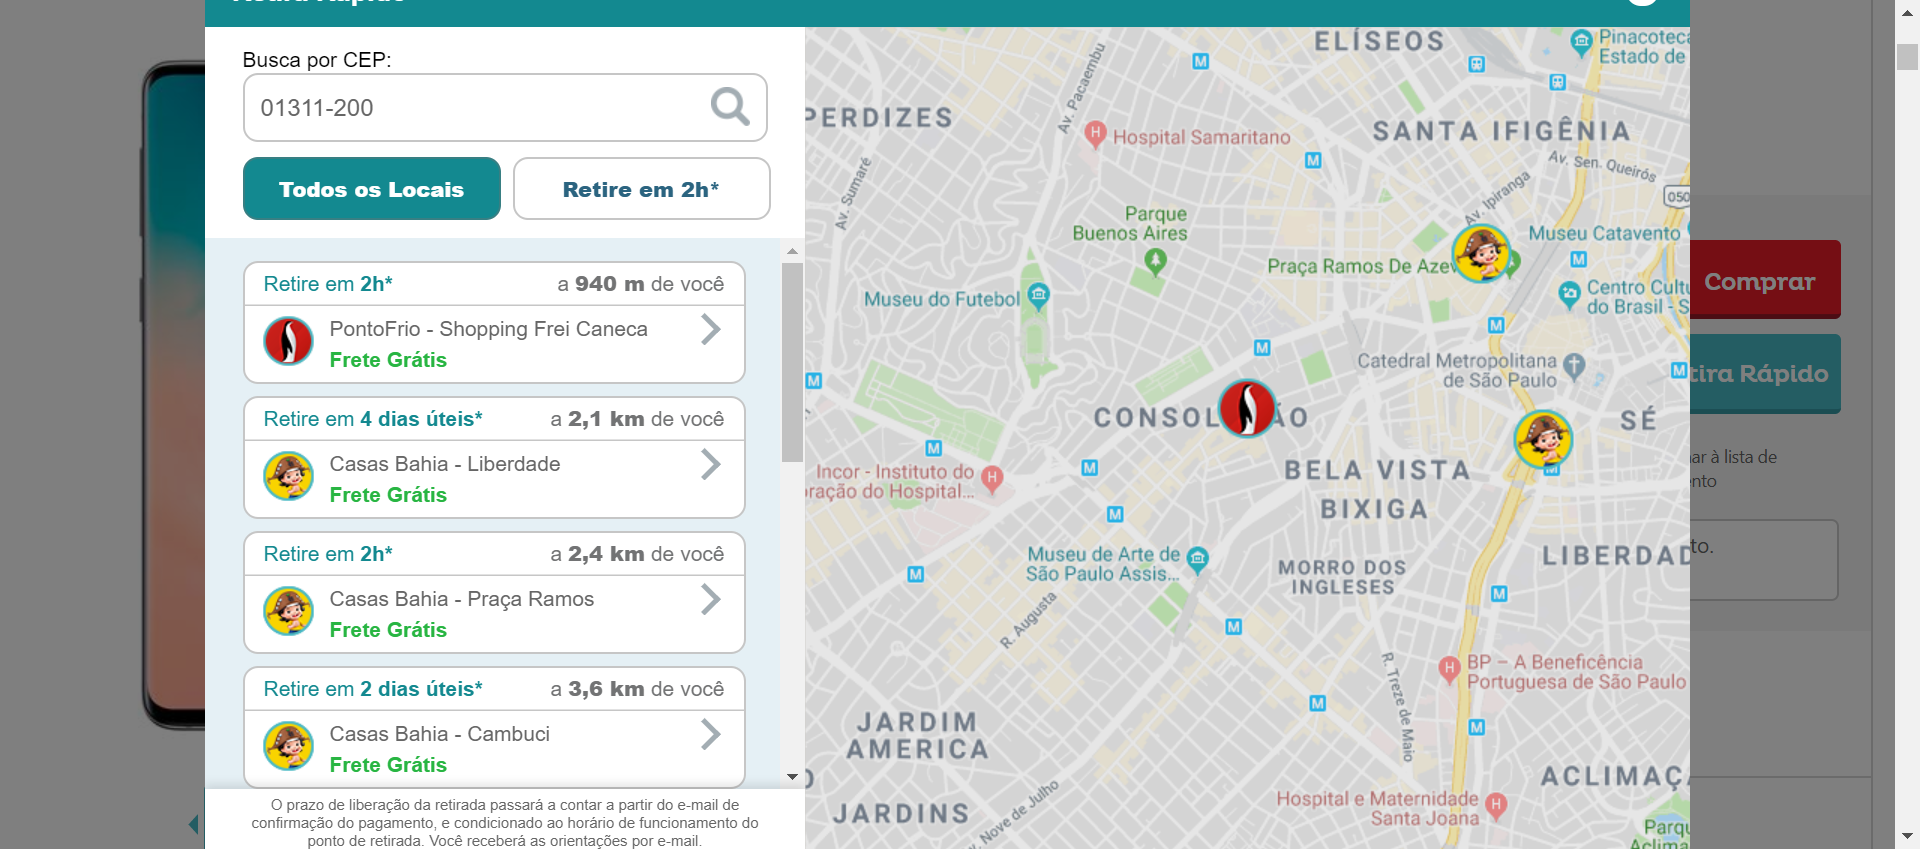 Retira Rápido
Busca por CEP:
01311-200
Todos os Locais
Retire em 2h*
Retire em 2h*
a 940 m de você
PontoFrio - Shopping Frei Caneca
Frete Grátis
Retire em 4 dias úteis*
a 2,1 km de você
Casas Bahia - Liberdade
Frete Grátis
Retire em 2h*
a 2,4 km de você
Casas Bahia - Praça Ramos
Frete Grátis
Retire em 2 dias úteis*
a 3,6 km de você
Casas Bahia - Cambuci
Frete Grátis
O prazo de liberação da retirada passará a contar a partir do e-mail de
confirmação do pagamento, e condicionado ao horário de funcionamento do
ponto de retirada. Você receberá as orientações por e-mail.
ELÍSEOS
Pinacoteca
Estado de
Av. Pacaembu
PERDIZES
Hospital Samaritano
SANTA IFIGÊNIA
Av. Sen. Queirós
Av. Sumaré
Av. Ipiranga
050
Parque
Buenos Aires
Museu Catavento
Praça Ramos De Azev
Museu do Futebol
Centro Cult
do Brasil - S
Catedral Metropolitana
de São Paulo
CONSOL ÃO
SÉ
Incor - Instituto do
ração do Hospital...
BELA VISTA
BIXIGA
Museu de Arte de
São Paulo Assis...
MORRO DOS
INGLESES
LIBERDAD
R. Augusta
R. Treze de Maio
BP – A Beneficência
Portuguesa de São Paulo
JARDIM
AMERICA
ACLIMAÇ
JARDINS
Nove de Julho
Hospital e Maternidade
Santa Joana
Parqu
Aclima
Comprar
tira Rápido
nar à lista de
nto
to.